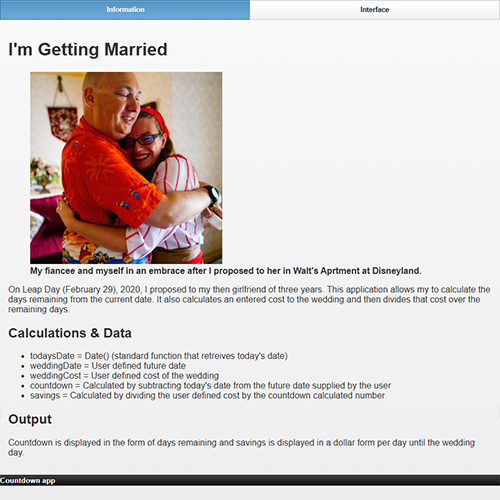 Information
Interface
I'm Getting Married
My fiancee and myself in an embrace after I proposed to her in Walt's Aprtment at Disneyland.
On Leap Day (February 29), 2020, I proposed to my then girlfriend of three years. This application allows my to calculate the
days remaining from the current date. It also calculates an entered cost to the wedding and then divides that cost over the
remaining days.
Calculations & Data
• todaysDate = Date() (standard function that retreives today's date)
• weddingDate = User defined future date
• weddingCost = User defined cost of the wedding
• countdown = Calculated by subtracting today's date from the future date supplied by the user
• savings = Calculated by dividing the user defined cost by the countdown calculated number
Output
Countdown is displayed in the form of days remaining and savings is displayed in a dollar form per day until the wedding
day.
Countdown app